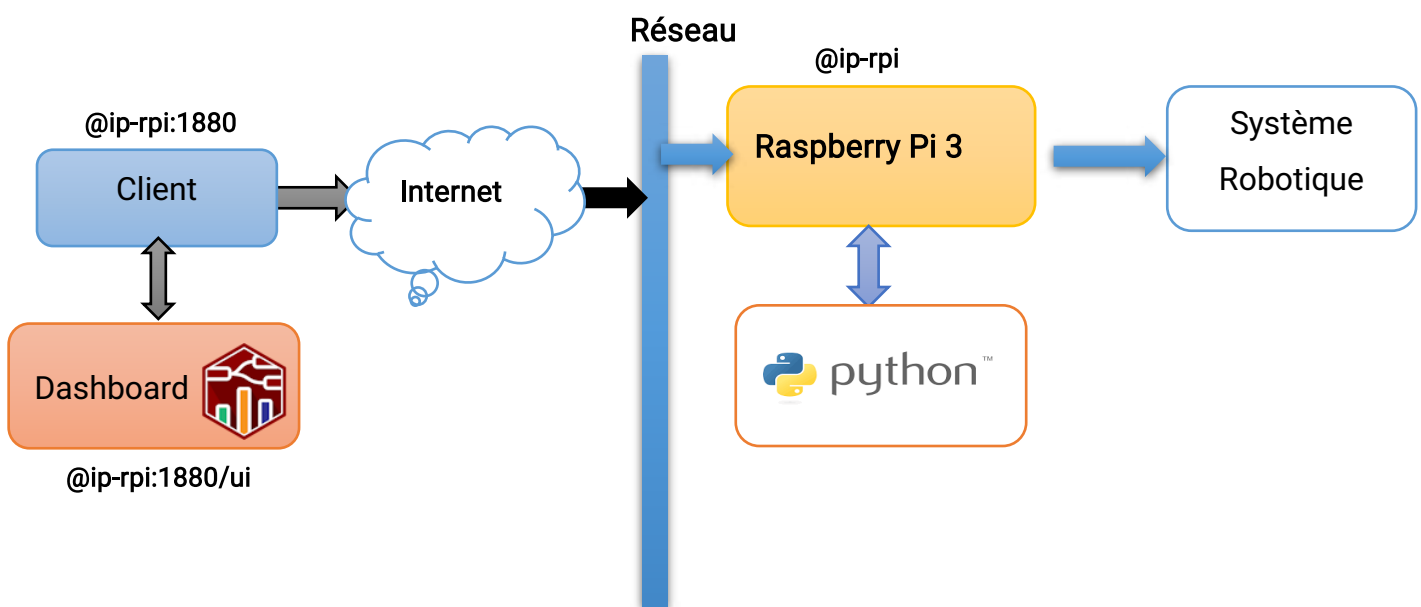 Réseau
@ip-rpi
@ip-rpi:1880
Client
Internet
Raspberry Pi 3
Système
Robotique
Dashboard
python™
@ip-rpi:1880/ui